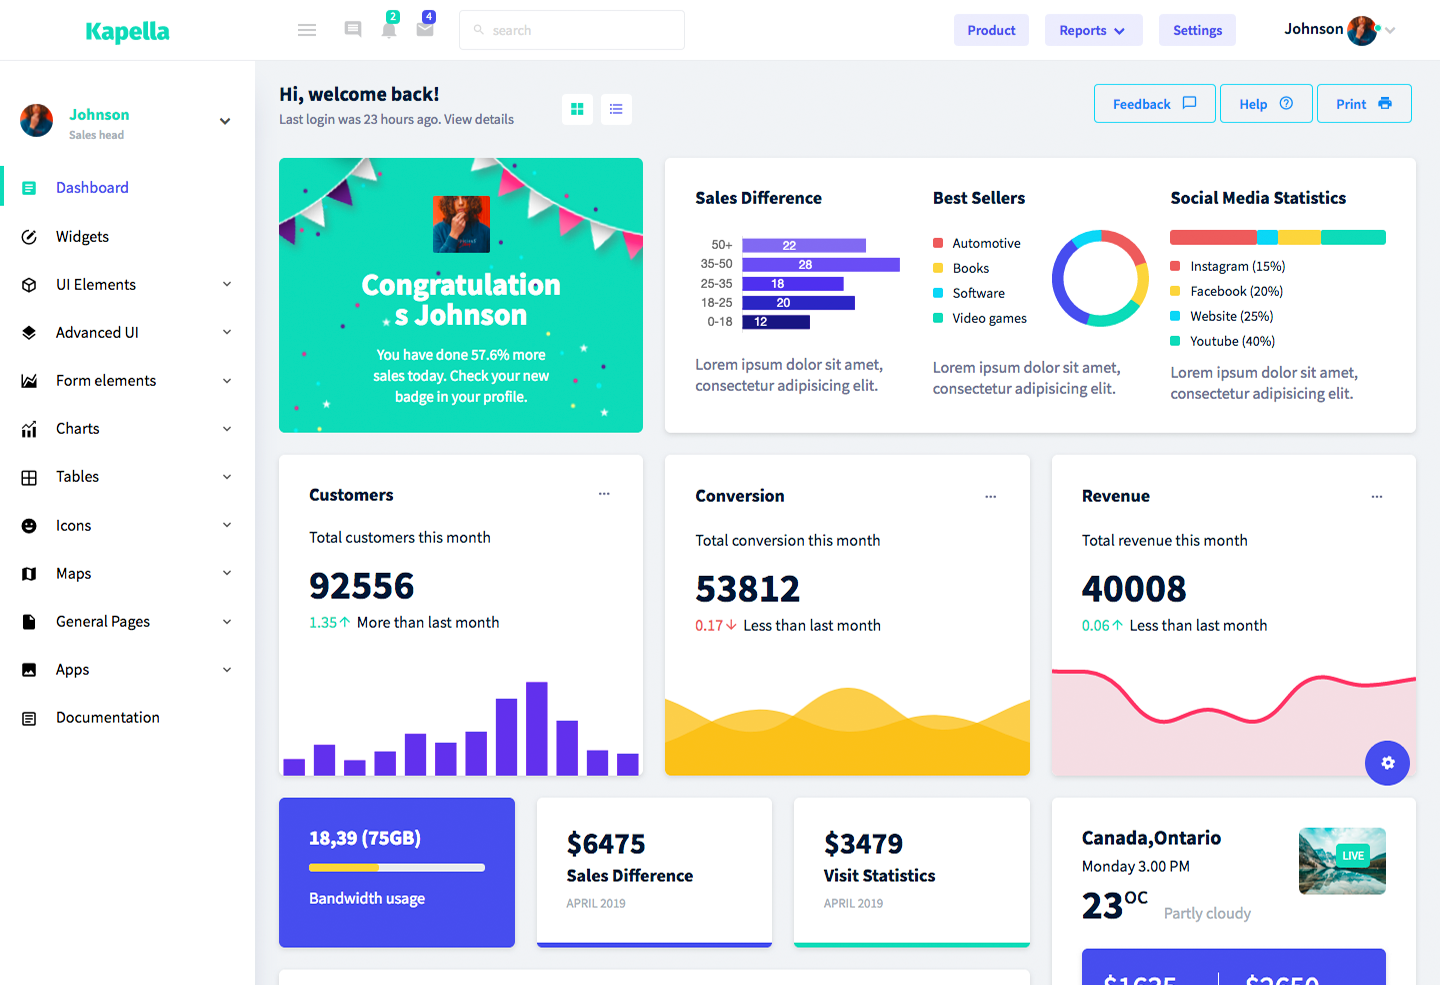 Kapella
2
4
search
Product
Reports
Settings
Johnson
Johnson
Sales head
Dashboard
Widgets
UI Elements
Advanced UI
Form elements
Charts
Tables
Icons
Maps
General Pages
Apps
Documentation
Hi, welcome back!
Last login was 23 hours ago. View details
Feedback
Help
Print
Congratulation
s Johnson
You have done 57.6% more
sales today. Check your new
badge in your profile.
Sales Difference
50+ 22
35-50 28
25-35 18
18-25 20
0-18 12
Lorem ipsum dolor sit amet,
consectetur adipisicing elit.
Best Sellers
Automotive
Books
Software
Video games
Lorem ipsum dolor sit amet,
consectetur adipisicing elit.
Social Media Statistics
Instagram (15%)
Facebook (20%)
Website (25%)
Youtube (40%)
Lorem ipsum dolor sit amet,
consectetur adipisicing elit.
Customers
Total customers this month
92556
1.35 More than last month
Conversion
Total conversion this month
53812
0.17 Less than last month
Revenue
Total revenue this month
40008
0.06 Less than last month
18,39 (75GB)
Bandwidth usage
$6475
Sales Difference
APRIL 2019
$3479
Visit Statistics
APRIL 2019
Canada,Ontario
Monday 3.00 PM
23OC Partly cloudy
LIVE